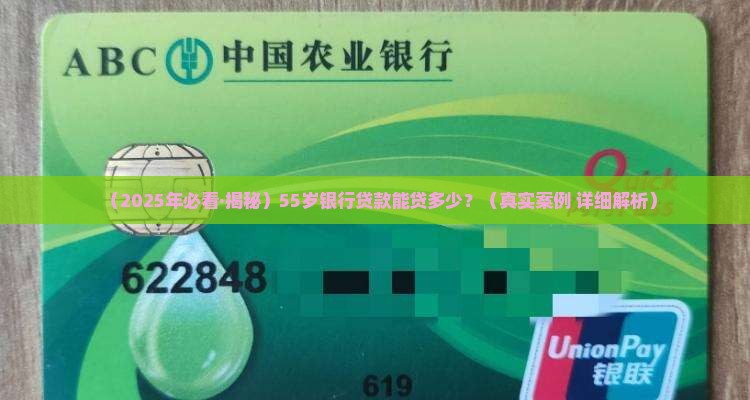 ABC 中国农业银行
Quick
（2025年必看·揭秘）55岁银行贷款能贷多少？（真实案例 详细解析）
622848
619
UnionPay
银联